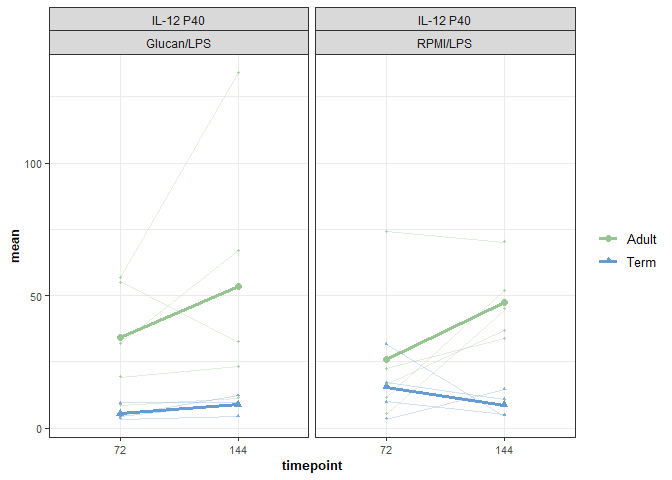 IL-12 P40
IL-12 P40
Glucan/LPS
RPMI/LPS
100
50
0
mean
72
144
72
144
timepoint
Adult
Term